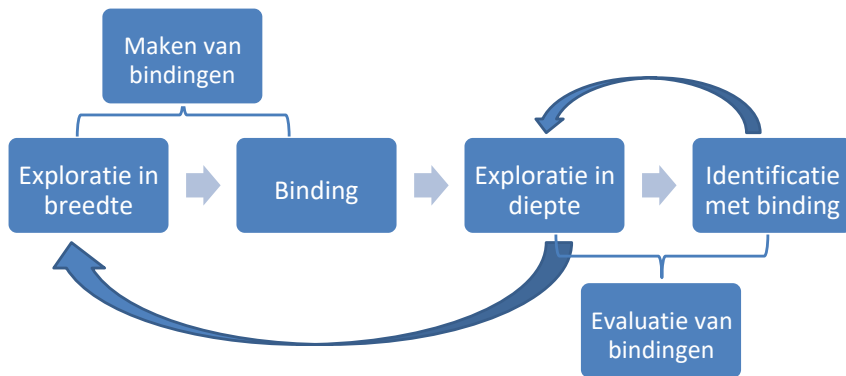 Maken van
bindingen
Exploratie in
breedte
Binding
Exploratie in
diepte
Identificatie
met binding
Evaluatie van
bindingen